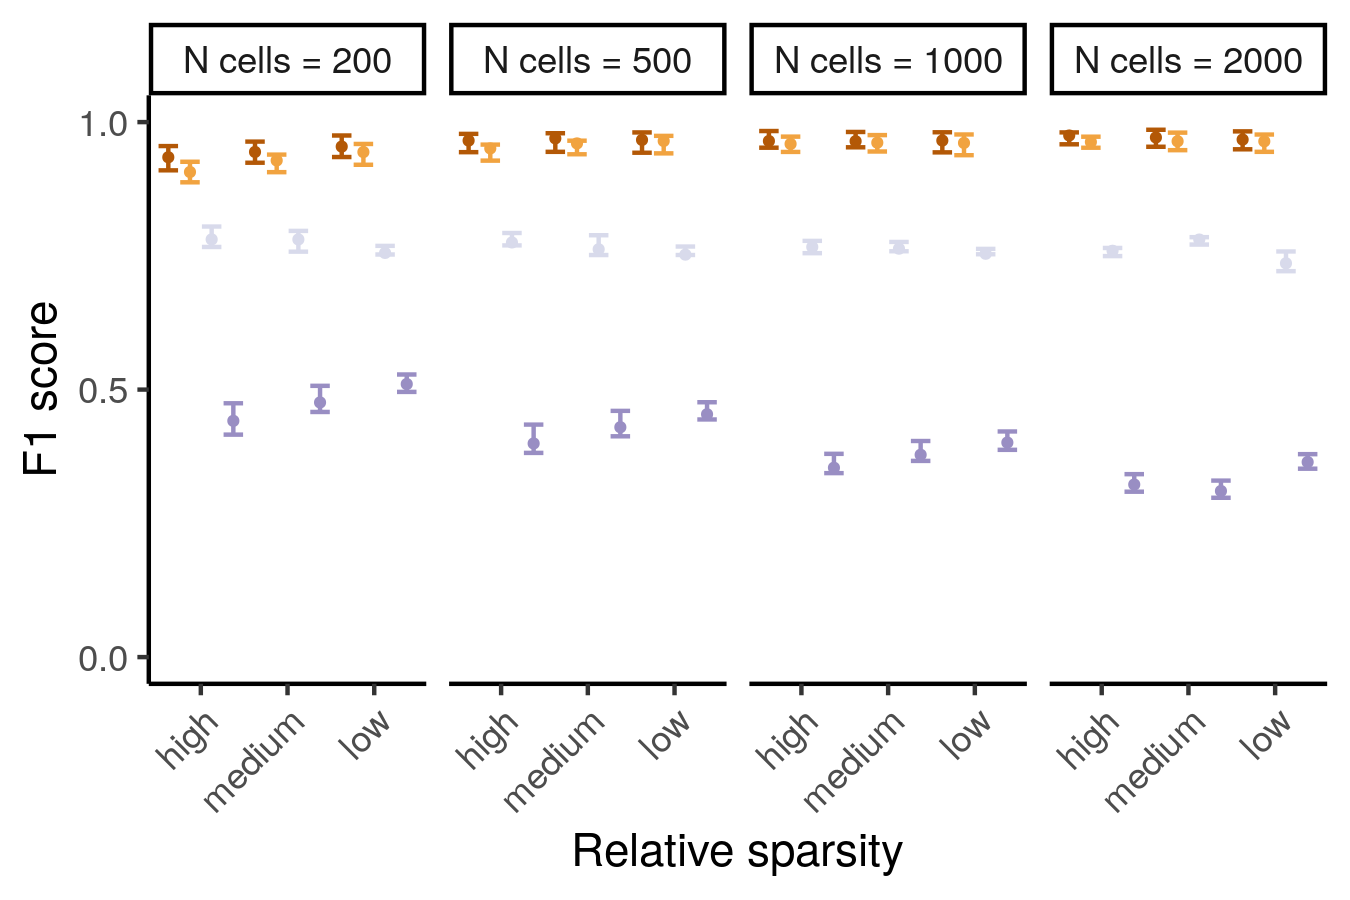 N cells = 200
N cells = 500
N cells = 1000
N cells = 2000
1.0
0.5
0.0
F1 score
high
medium
low
high
medium
low
high
medium
low
high
medium
low
Relative sparsity